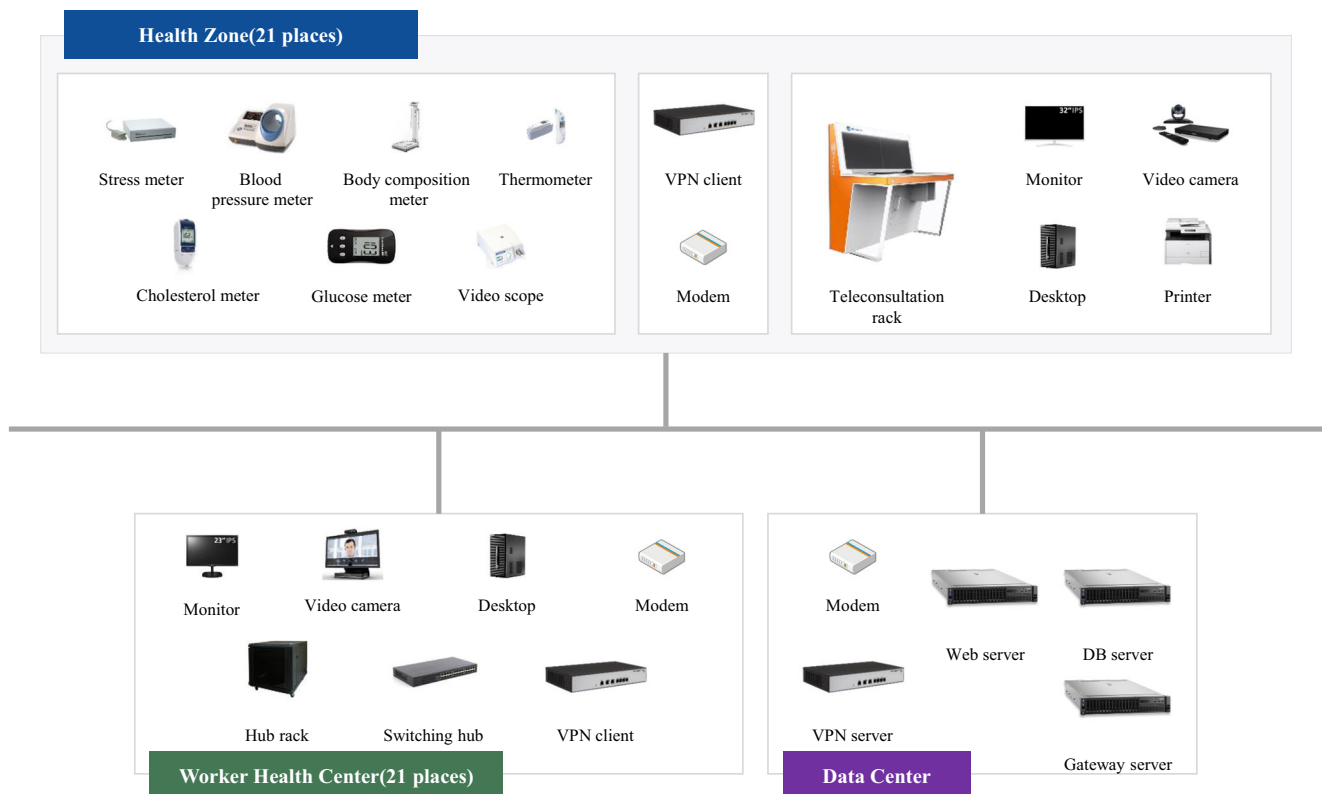 Health Zone(21 places)
32"IPS
Stress meter
Blood
pressure meter
Body composition
meter
Thermometer
VPN client
Monitor
Video camera
Cholesterol meter
Glucose meter
Video scope
Modem
Teleconsultation
rack
Desktop
Printer
23"IPS
Monitor
Video camera
Desktop
Modem
Hub rack
Switching hub
VPN client
Worker Health Center(21 places)
Modem
Web server
DB server
VPN server
Gateway server
Data Center